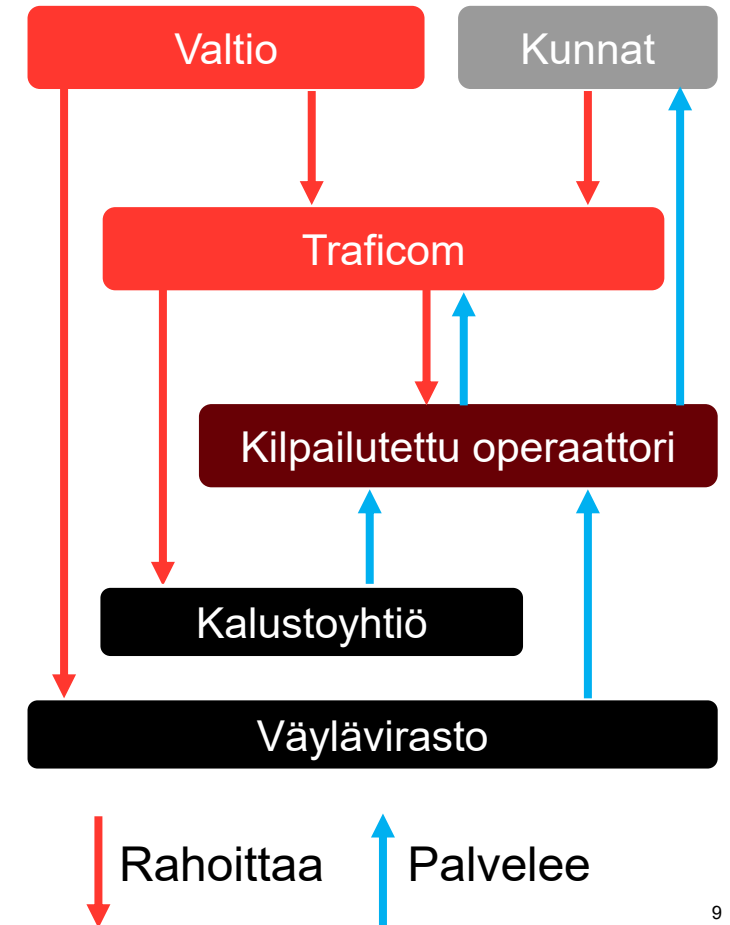 Valtio
Kunnat
Traficom
Kilpailutettu operaattori
Kalustoyhtiö
Väylävirasto
Rahoittaa
Palvelee
9